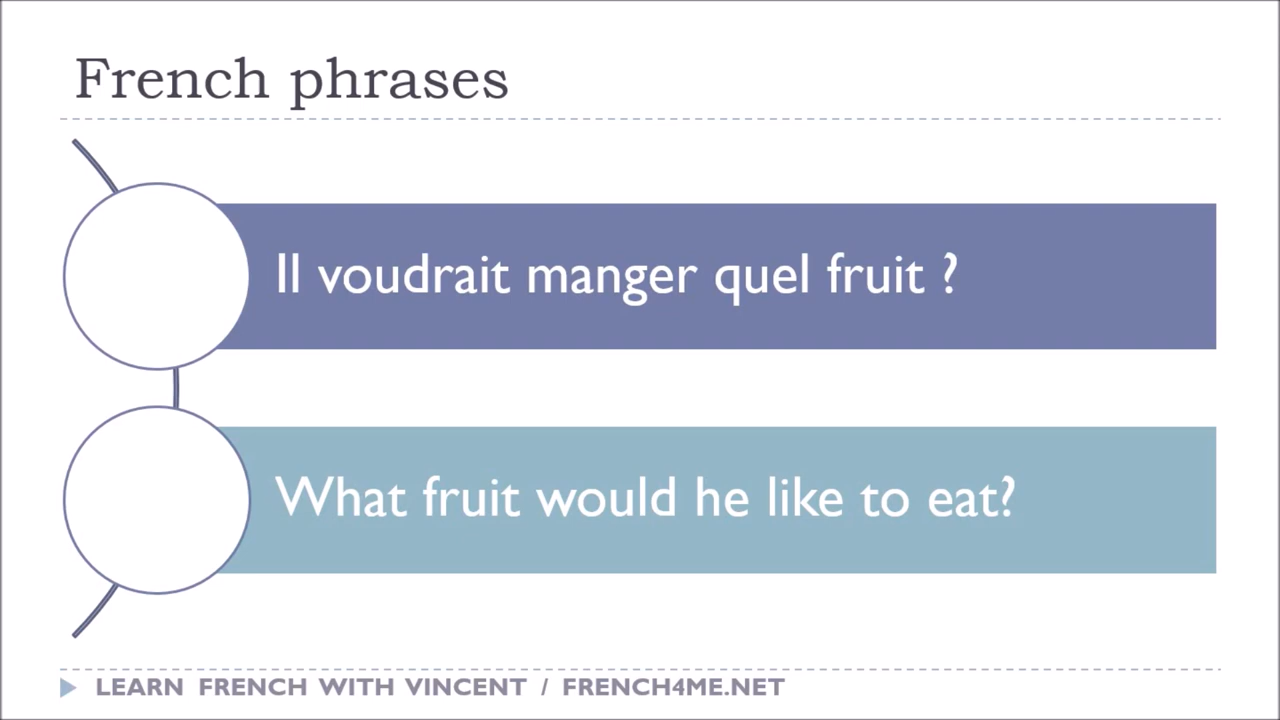 French phrases
Il voudrait manger quel fruit ?
What fruit would he like to eat?
LEARN FRENCH WITH VINCENT / FRENCH4ME.NET